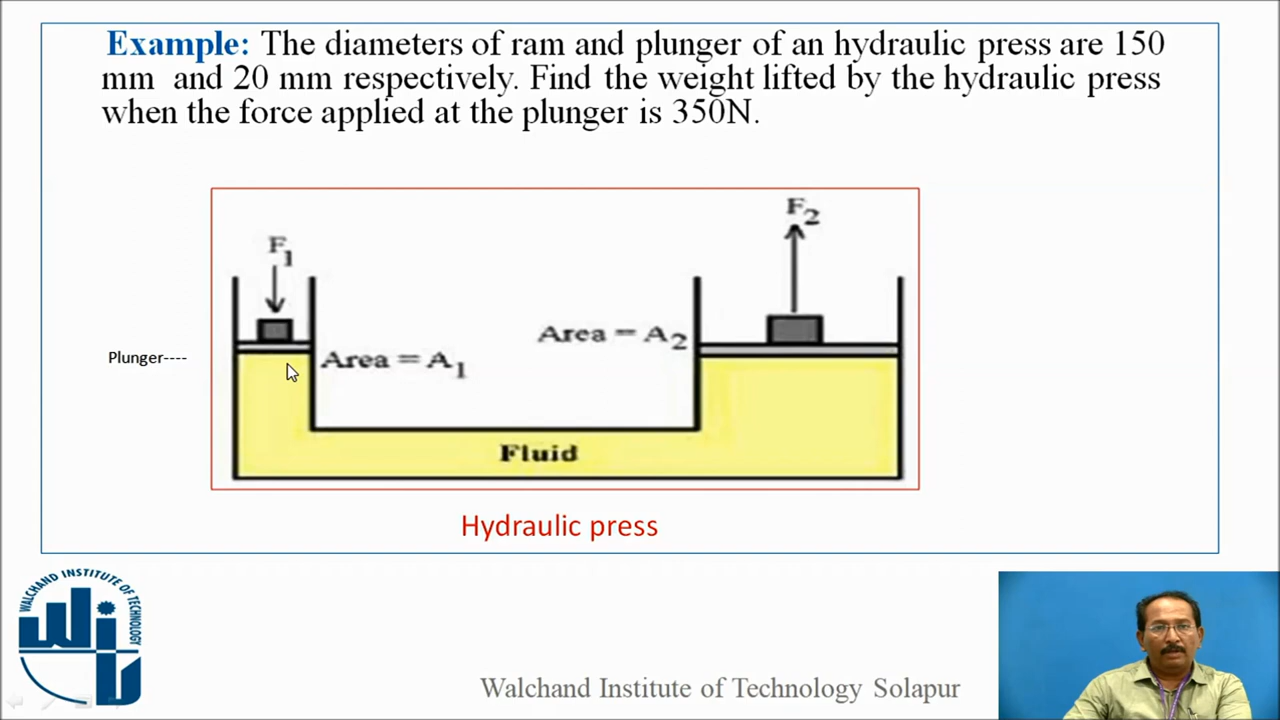 Example: The diameters of ram and plunger of an hydraulic press are 150
mm and 20 mm respectively. Find the weight lifted by the hydraulic press
when the force applied at the plunger is 350N.
F2
F1
Area = A2
Plunger----
Area = A1
Fluid
Hydraulic press
WALCHAND INSTITUTE OF TECHNOLOGY
wit
Walchand Institute of Technology Solapur